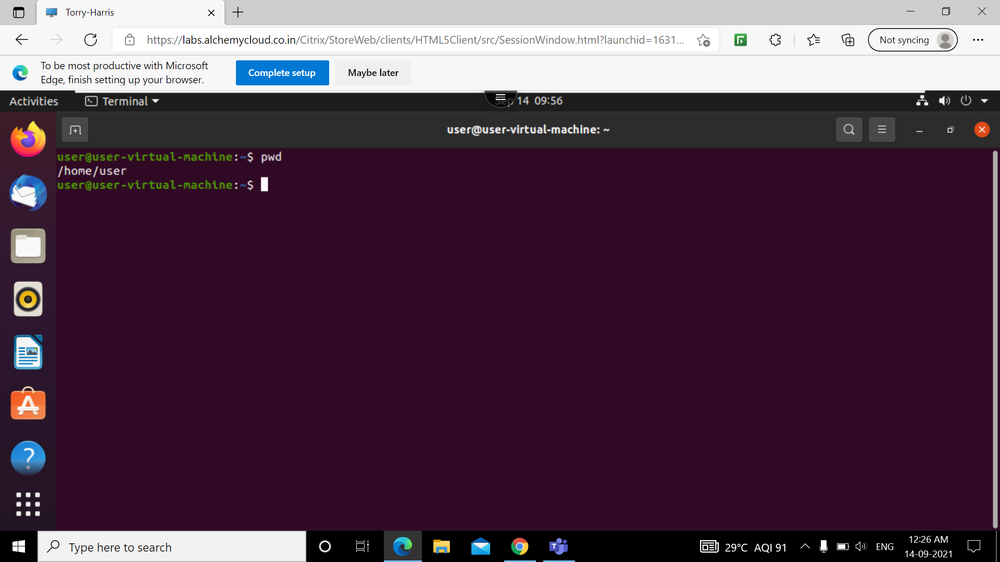 Torry-Harris
https://labs.alchemycloud.co.in/Citrix/StoreWeb/clients/HTML5Client/src/SessionWindow.html?launchid=1631...
Not syncing
To be most productive with Microsoft
Edge, finish setting up your browser.
Complete setup
Maybe later
Activities
Terminal
Sep 14 09:56
user@user-virtual-machine: ~
user@user-virtual-machine:~$ pwd
/home/user
user@user-virtual-machine:~$
Type here to search
29°C AQI 91
ENG
12:26 AM
14-09-2021